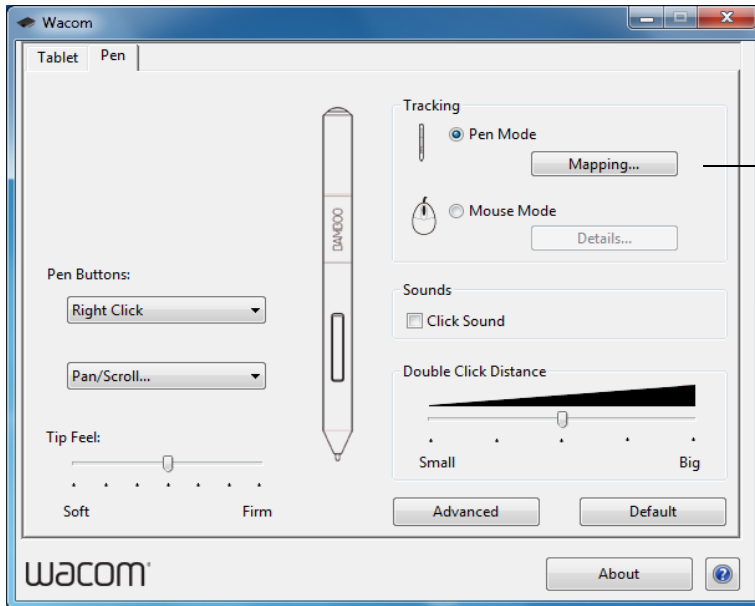 Wacom
Tablet Pen
Tracking
Pen Mode
Mapping...
Mouse Mode
Details...
BAMBOO
Pen Buttons:
Right Click
Pan/Scroll...
Sounds
Click Sound
Double Click Distance
Small Big
Tip Feel:
Soft Firm
Advanced Default
wacom
About
?